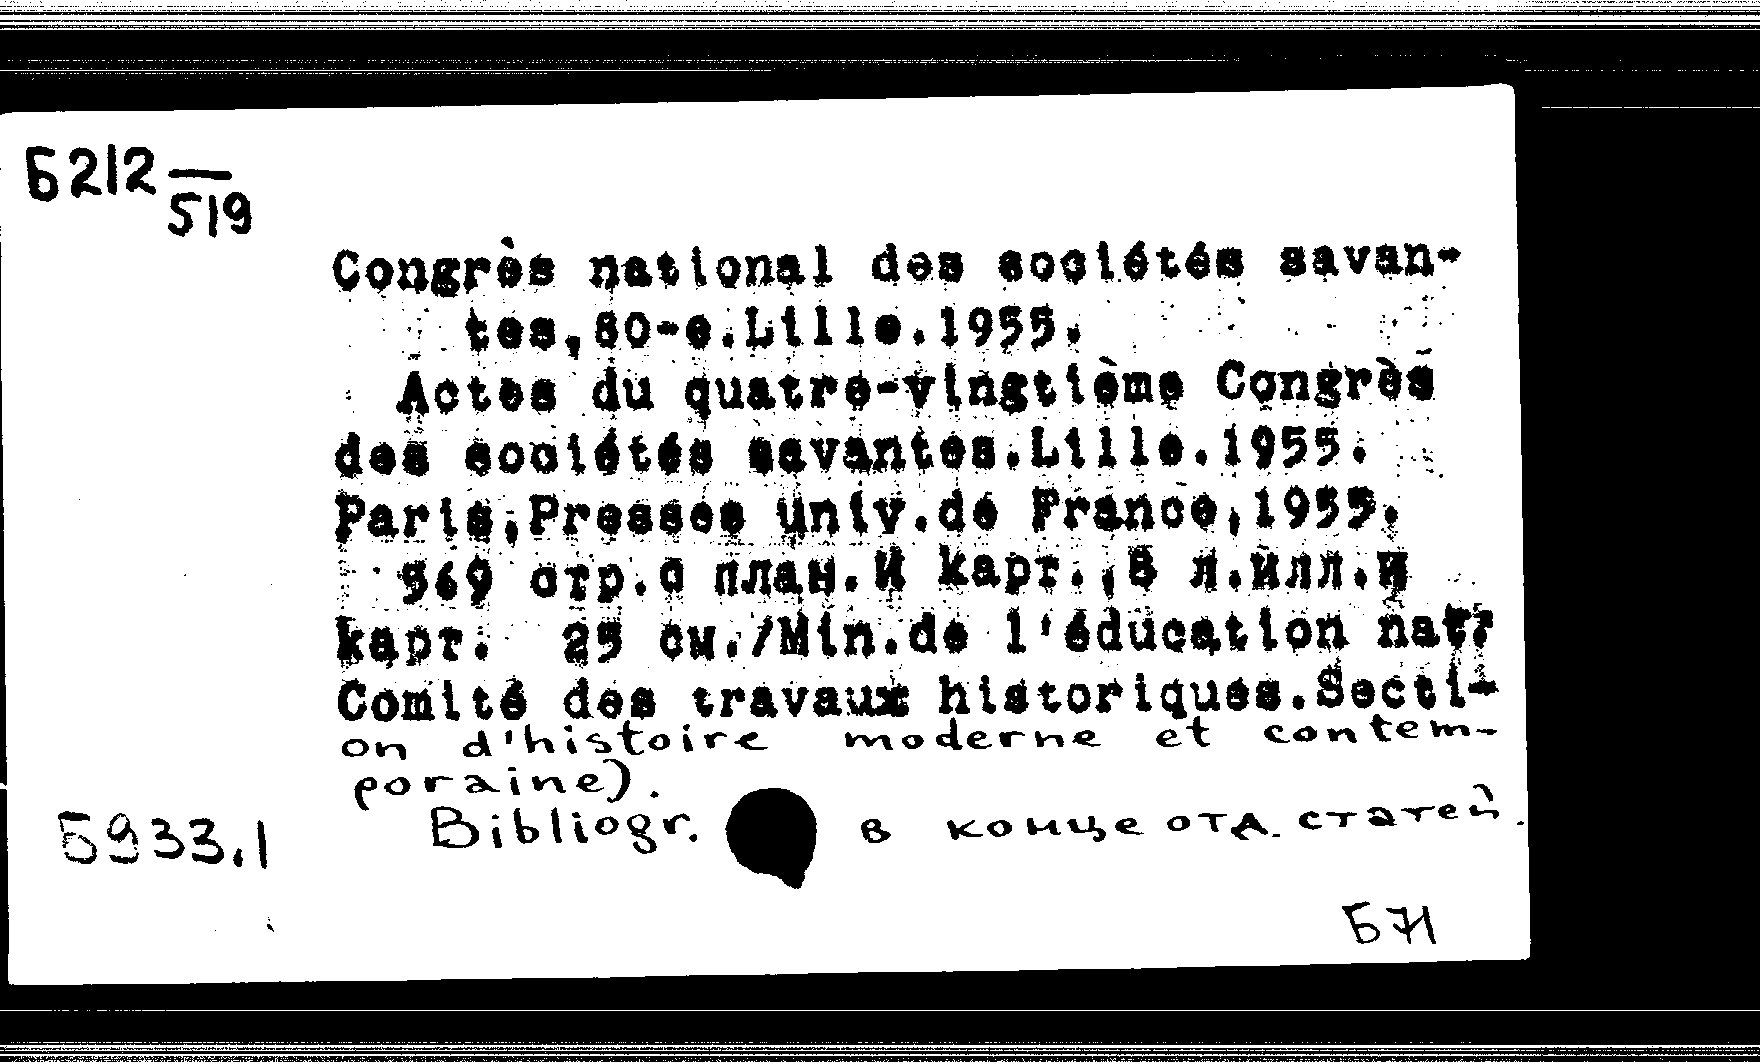 Б212 —
519
Congrès national des sociétés savan-
tes,80-e.Lille.1955.
Actes du quatre-vingtième Congrès
des sociétés savantes.Lille.1955.
Paris,Presses univ.de France,1955.
569 стр.с план.и карт.,8 л.илл.и
карт. 25 см./Min.de l'éducation nat.
Comité des travaux historiques.Secti-
on d'histoire moderne et contem-
poraine).
Б933.1 Bibliogr. в конце отд. статей.
Б71